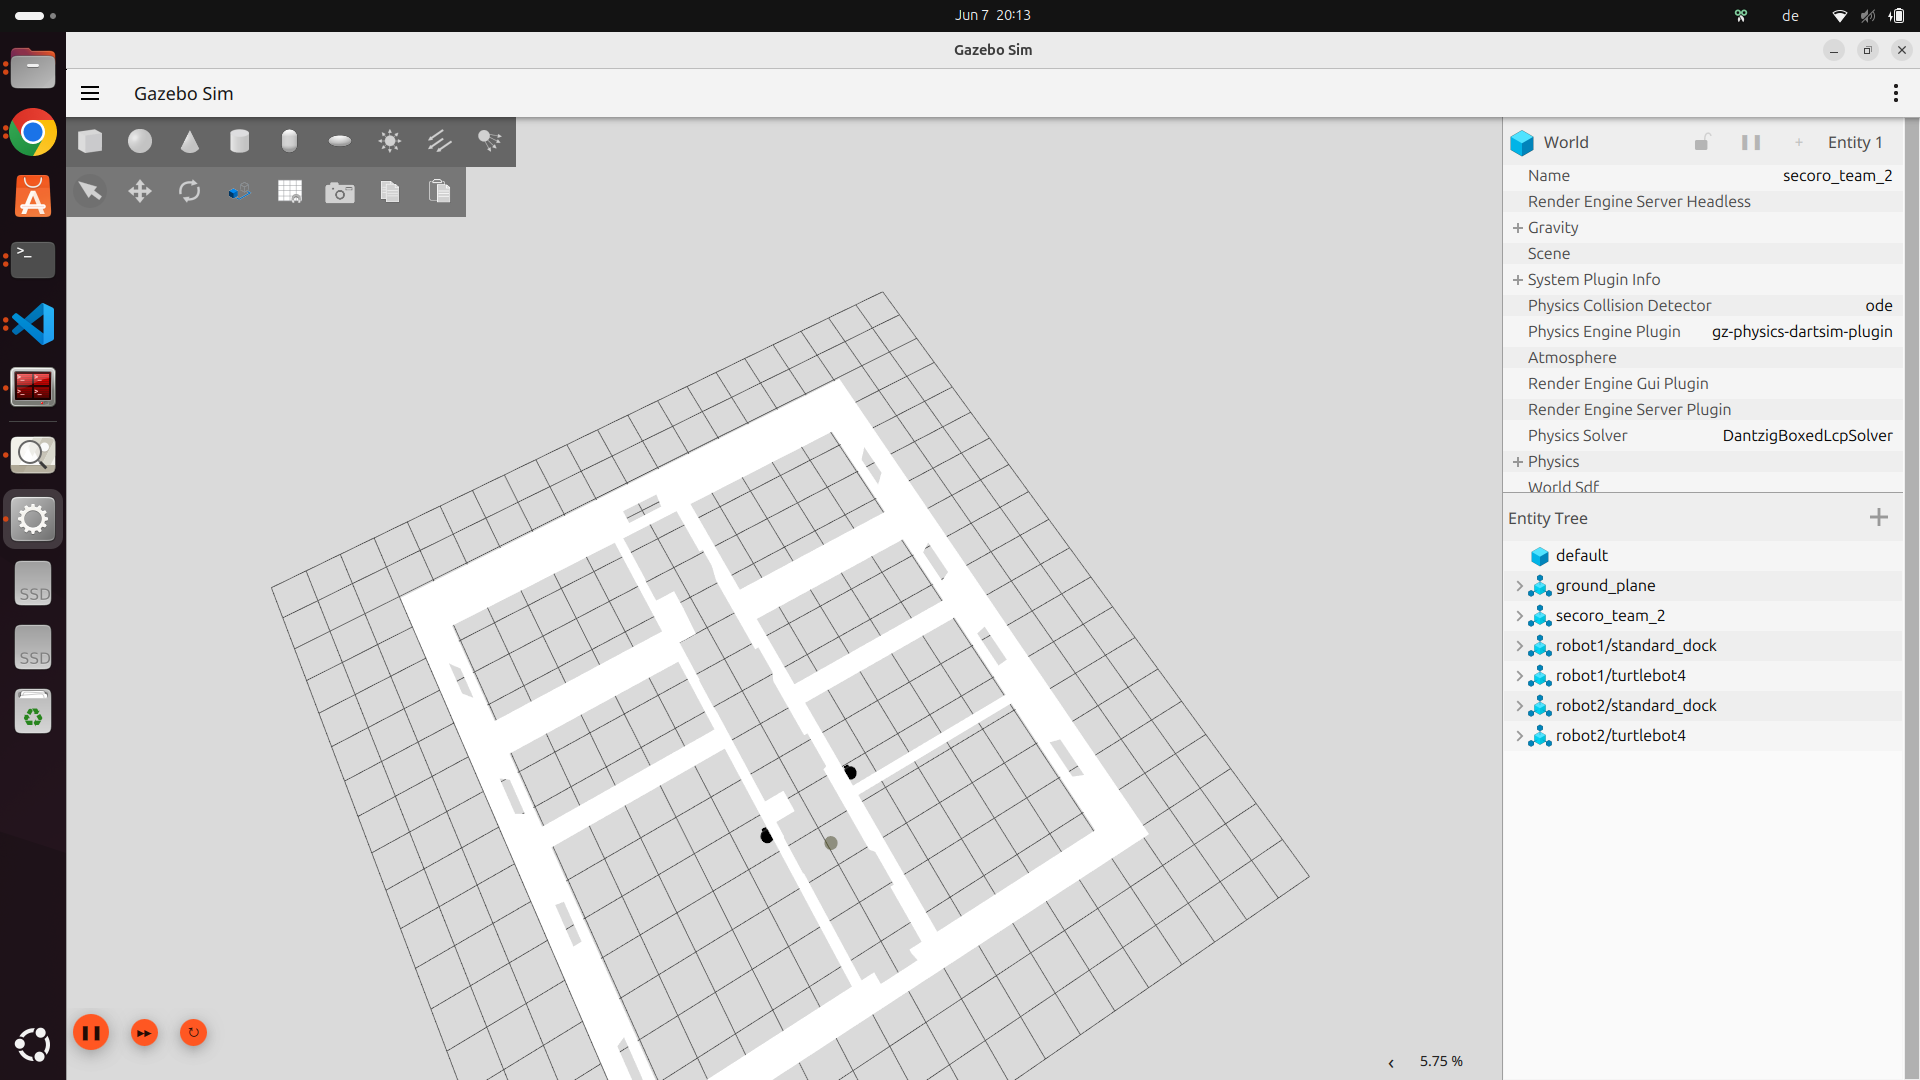 Jun 7 20:13
de
Gazebo Sim
Gazebo Sim
World
Entity 1
Name secoro_team_2
Render Engine Server Headless
Gravity
Scene
System Plugin Info
Physics Collision Detector ode
Physics Engine Plugin gz-physics-dartsim-plugin
Atmosphere
Render Engine Gui Plugin
Render Engine Server Plugin
Physics Solver DantzigBoxedLcpSolver
Physics
World Sdf
Entity Tree
default
ground_plane
secoro_team_2
robot1/standard_dock
robot1/turtlebot4
robot2/standard_dock
robot2/turtlebot4
SSD
SSD
5.75 %